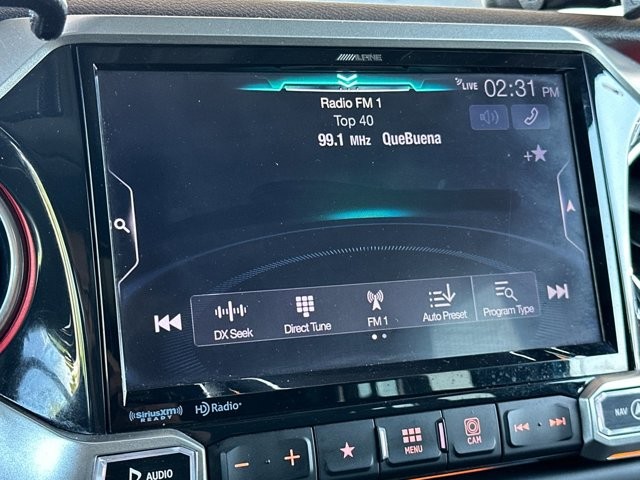 ALPINE
LIVE 02:31 PM
Radio FM 1
Top 40
99.1 MHz QueBuena
DX Seek
Direct Tune
FM 1
Auto Preset
Program Type
((SiriusXM))
READY
HD Radio
AUDIO
MENU
CAM
NAV